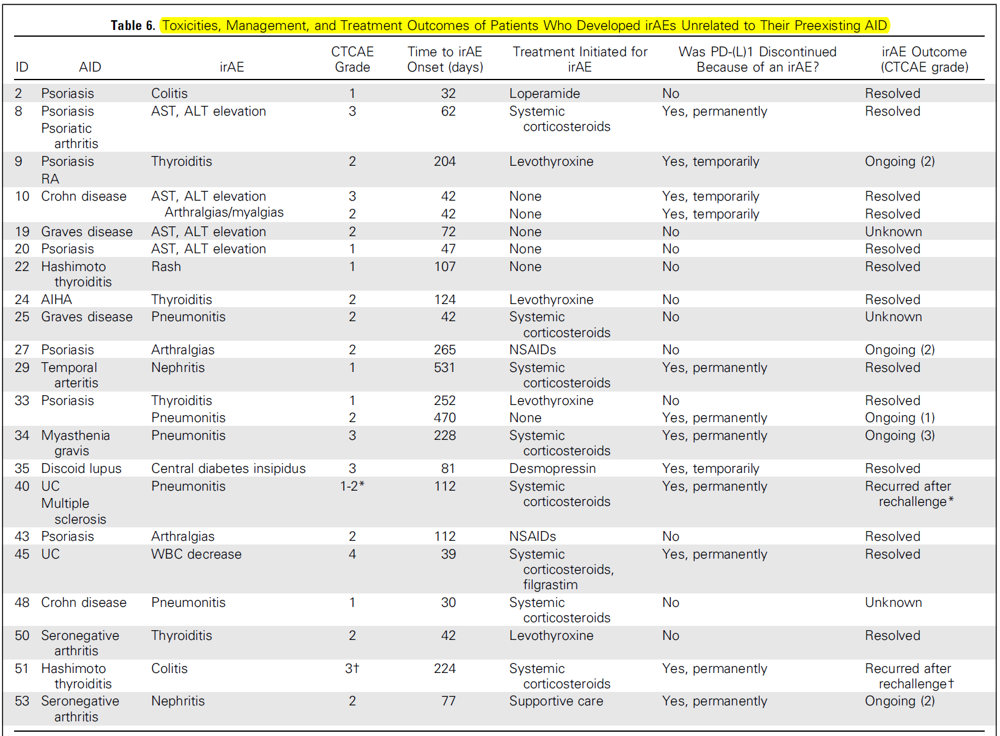 Table 6. Toxicities, Management, and Treatment Outcomes of Patients Who Developed irAEs Unrelated to Their Preexisting AID
ID AID irAE CTCAE Grade Time to irAE Onset (days) Treatment Initiated for irAE Was PD-(L)1 Discontinued Because of an irAE? irAE Outcome (CTCAE grade)
2 Psoriasis Colitis 1 32 Loperamide No Resolved
8 Psoriasis AST, ALT elevation 3 62 Systemic Yes, permanently Resolved
Psoriatic corticosteroids
arthritis
9 Psoriasis Thyroiditis 2 204 Levothyroxine Yes, temporarily Ongoing (2)
RA
10 Crohn disease AST, ALT elevation 3 42 None Yes, temporarily Resolved
Arthralgias/myalgias 2 42 None Yes, temporarily Resolved
19 Graves disease AST, ALT elevation 2 72 None No Unknown
20 Psoriasis AST, ALT elevation 1 47 None No Resolved
22 Hashimoto Rash 1 107 None No Resolved
thyroiditis
24 AIHA Thyroiditis 2 124 Levothyroxine No Resolved
25 Graves disease Pneumonitis 2 42 Systemic No Unknown
corticosteroids
27 Psoriasis Arthralgias 2 265 NSAIDs No Ongoing (2)
29 Temporal Nephritis 1 531 Systemic Yes, permanently Resolved
arteritis corticosteroids
33 Psoriasis Thyroiditis 1 252 Levothyroxine No Resolved
Pneumonitis 2 470 None Yes, permanently Ongoing (1)
34 Myasthenia Pneumonitis 3 228 Systemic Yes, permanently Ongoing (3)
gravis corticosteroids
35 Discoid lupus Central diabetes insipidus 3 81 Desmopressin Yes, temporarily Resolved
40 UC Pneumonitis 1-2* 112 Systemic Yes, permanently Recurred after
Multiple corticosteroids rechallenge*
sclerosis
43 Psoriasis Arthralgias 2 112 NSAIDs No Resolved
45 UC WBC decrease 4 39 Systemic Yes, permanently Resolved
corticosteroids,
filgrastim
48 Crohn disease Pneumonitis 1 30 Systemic No Unknown
corticosteroids
50 Seronegative Thyroiditis 2 42 Levothyroxine No Resolved
arthritis
51 Hashimoto Colitis 3† 224 Systemic Yes, permanently Recurred after
thyroiditis corticosteroids rechallenge†
53 Seronegative Nephritis 2 77 Supportive care Yes, permanently Ongoing (2)
arthritis